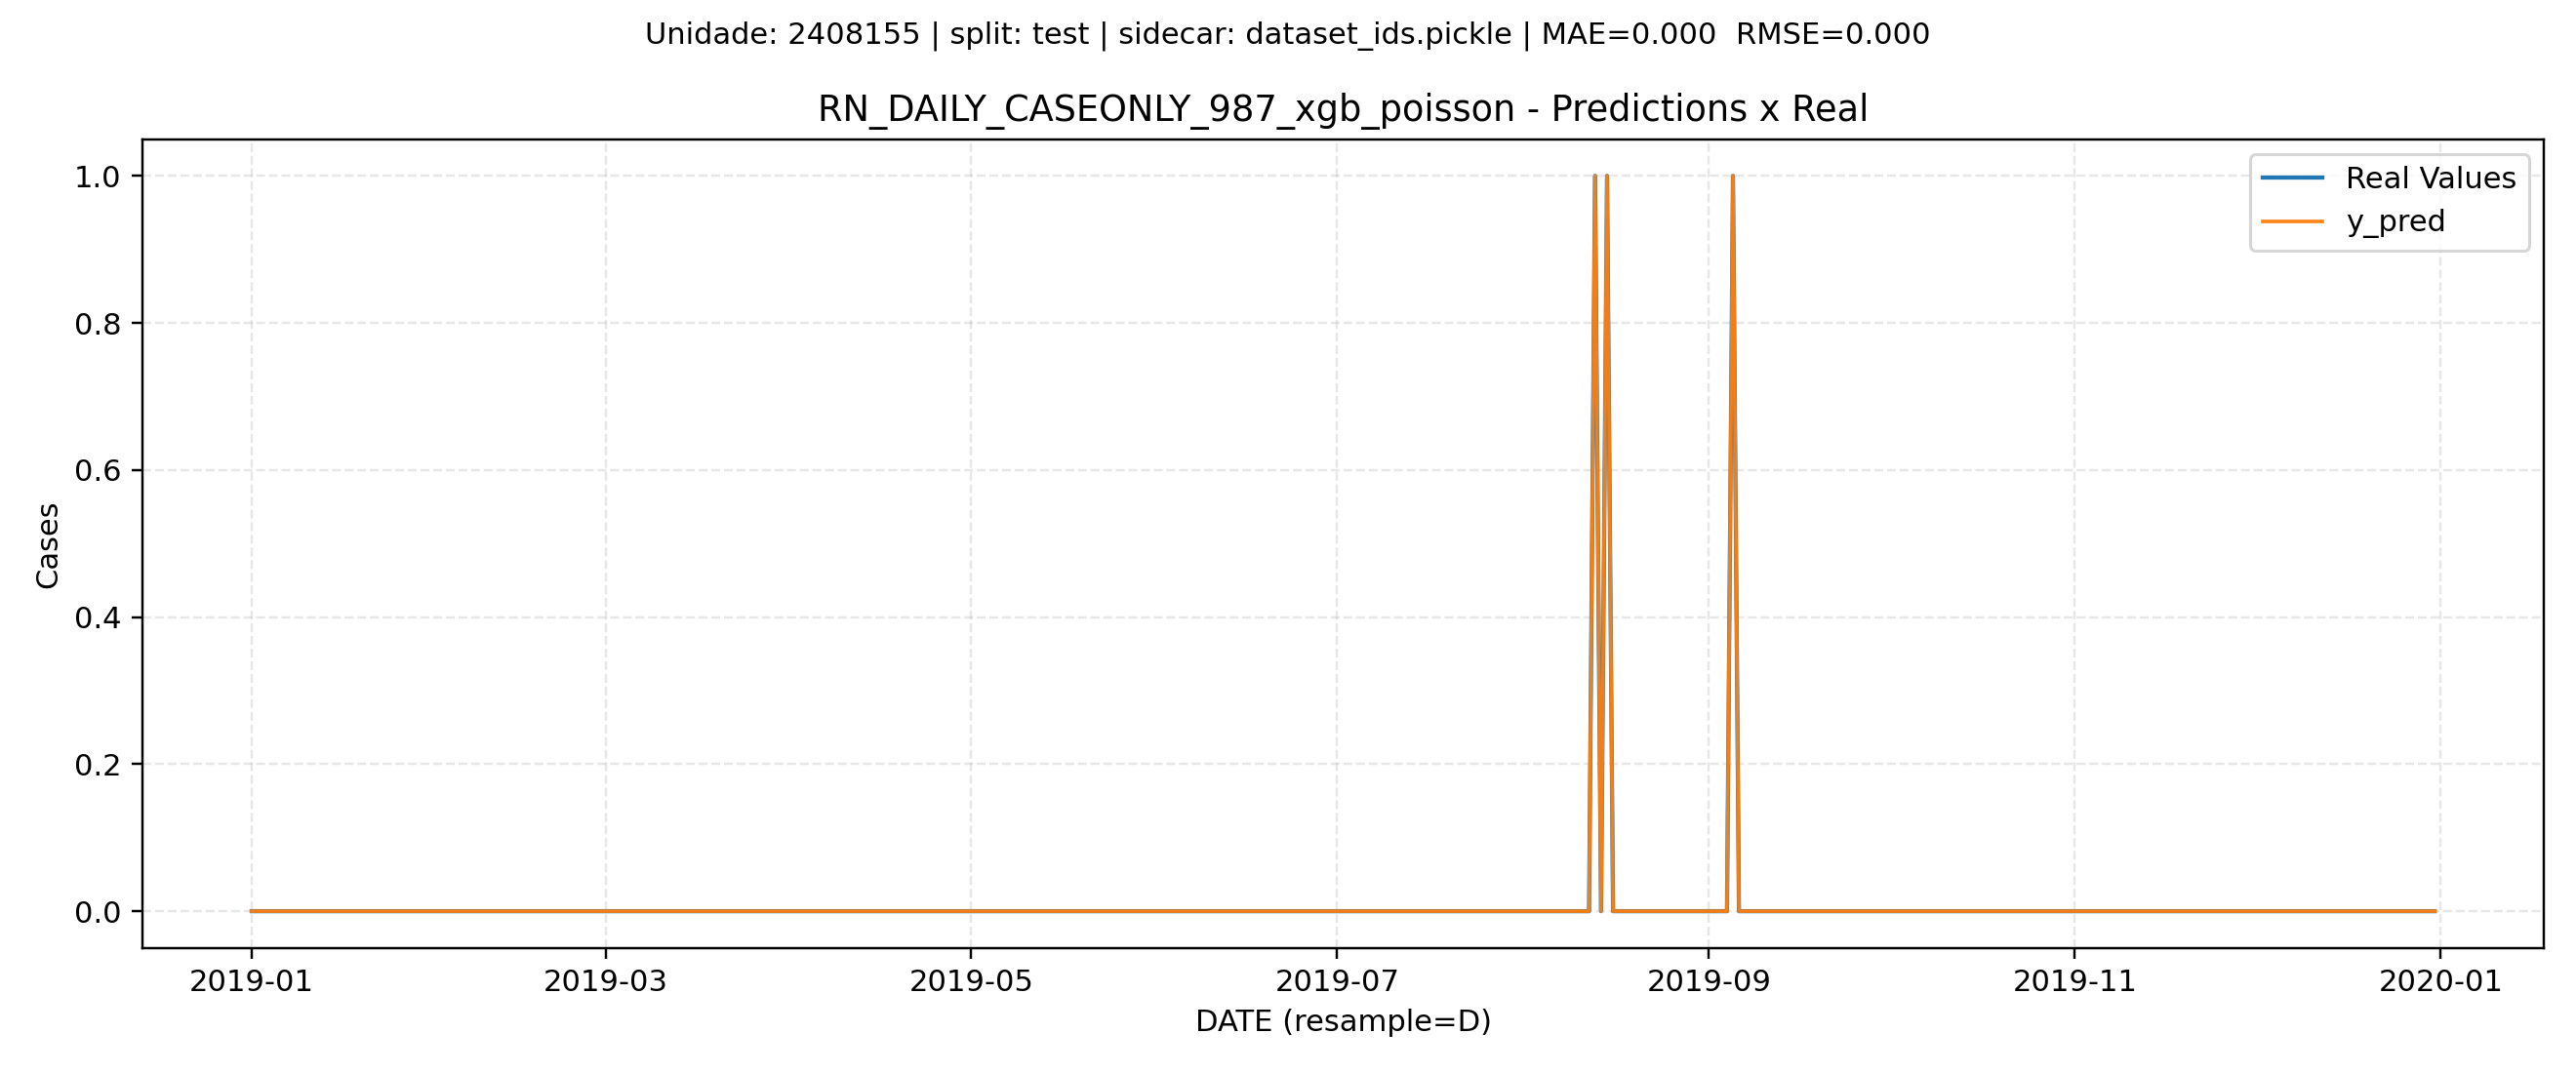 Unidade: 2408155 | split: test | sidecar: dataset_ids.pickle | MAE=0.000  RMSE=0.000
RN_DAILY_CASEONLY_987_xgb_poisson - Predictions x Real
Real Values
y_pred
1.0
0.8
0.6
0.4
0.2
0.0
Cases
2019-01
2019-03
2019-05
2019-07
2019-09
2019-11
2020-01
DATE (resample=D)